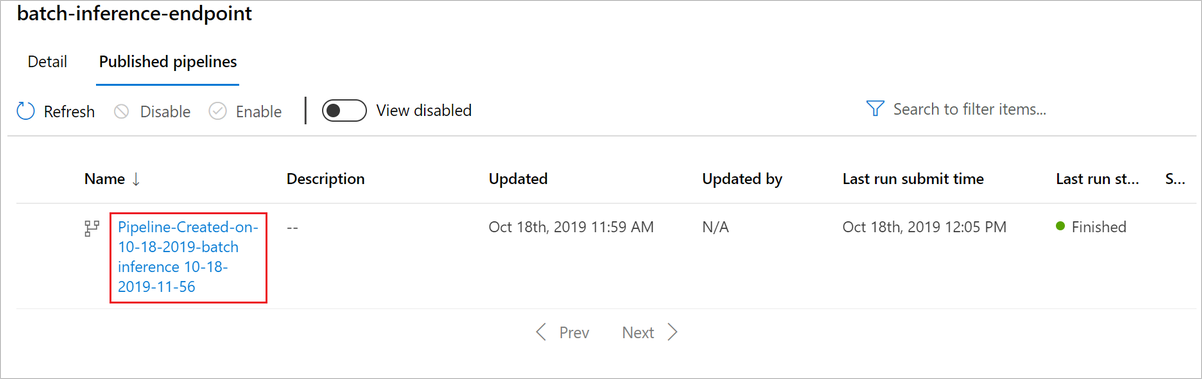 batch-inference-endpoint
Detail Published pipelines
Refresh Disable Enable View disabled Search to filter items...
Name ↓ Description Updated Updated by Last run submit time Last run st... S...
Pipeline-Created-on- -- Oct 18th, 2019 11:59 AM N/A Oct 18th, 2019 12:05 PM Finished
10-18-2019-batch
inference 10-18-
2019-11-56
Prev Next